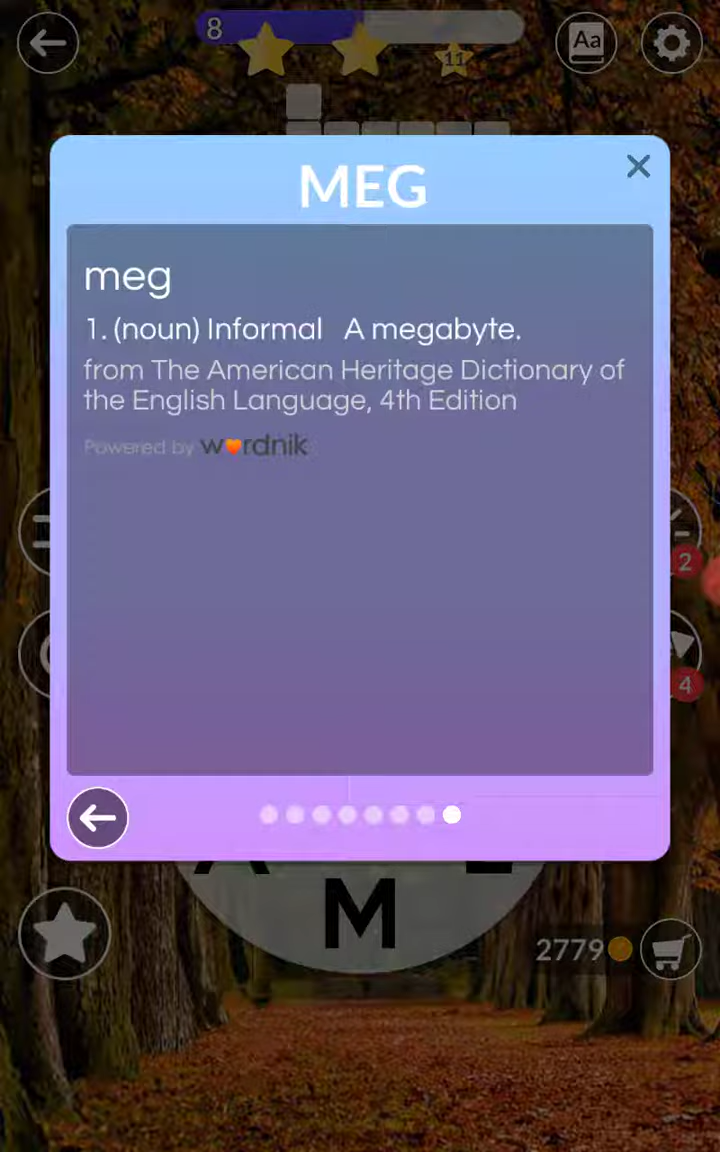 8
11
Aa
MEG
meg
1. (noun) Informal A megabyte.
from The American Heritage Dictionary of
the English Language, 4th Edition
Powered by wordnik
2
4
M
2779